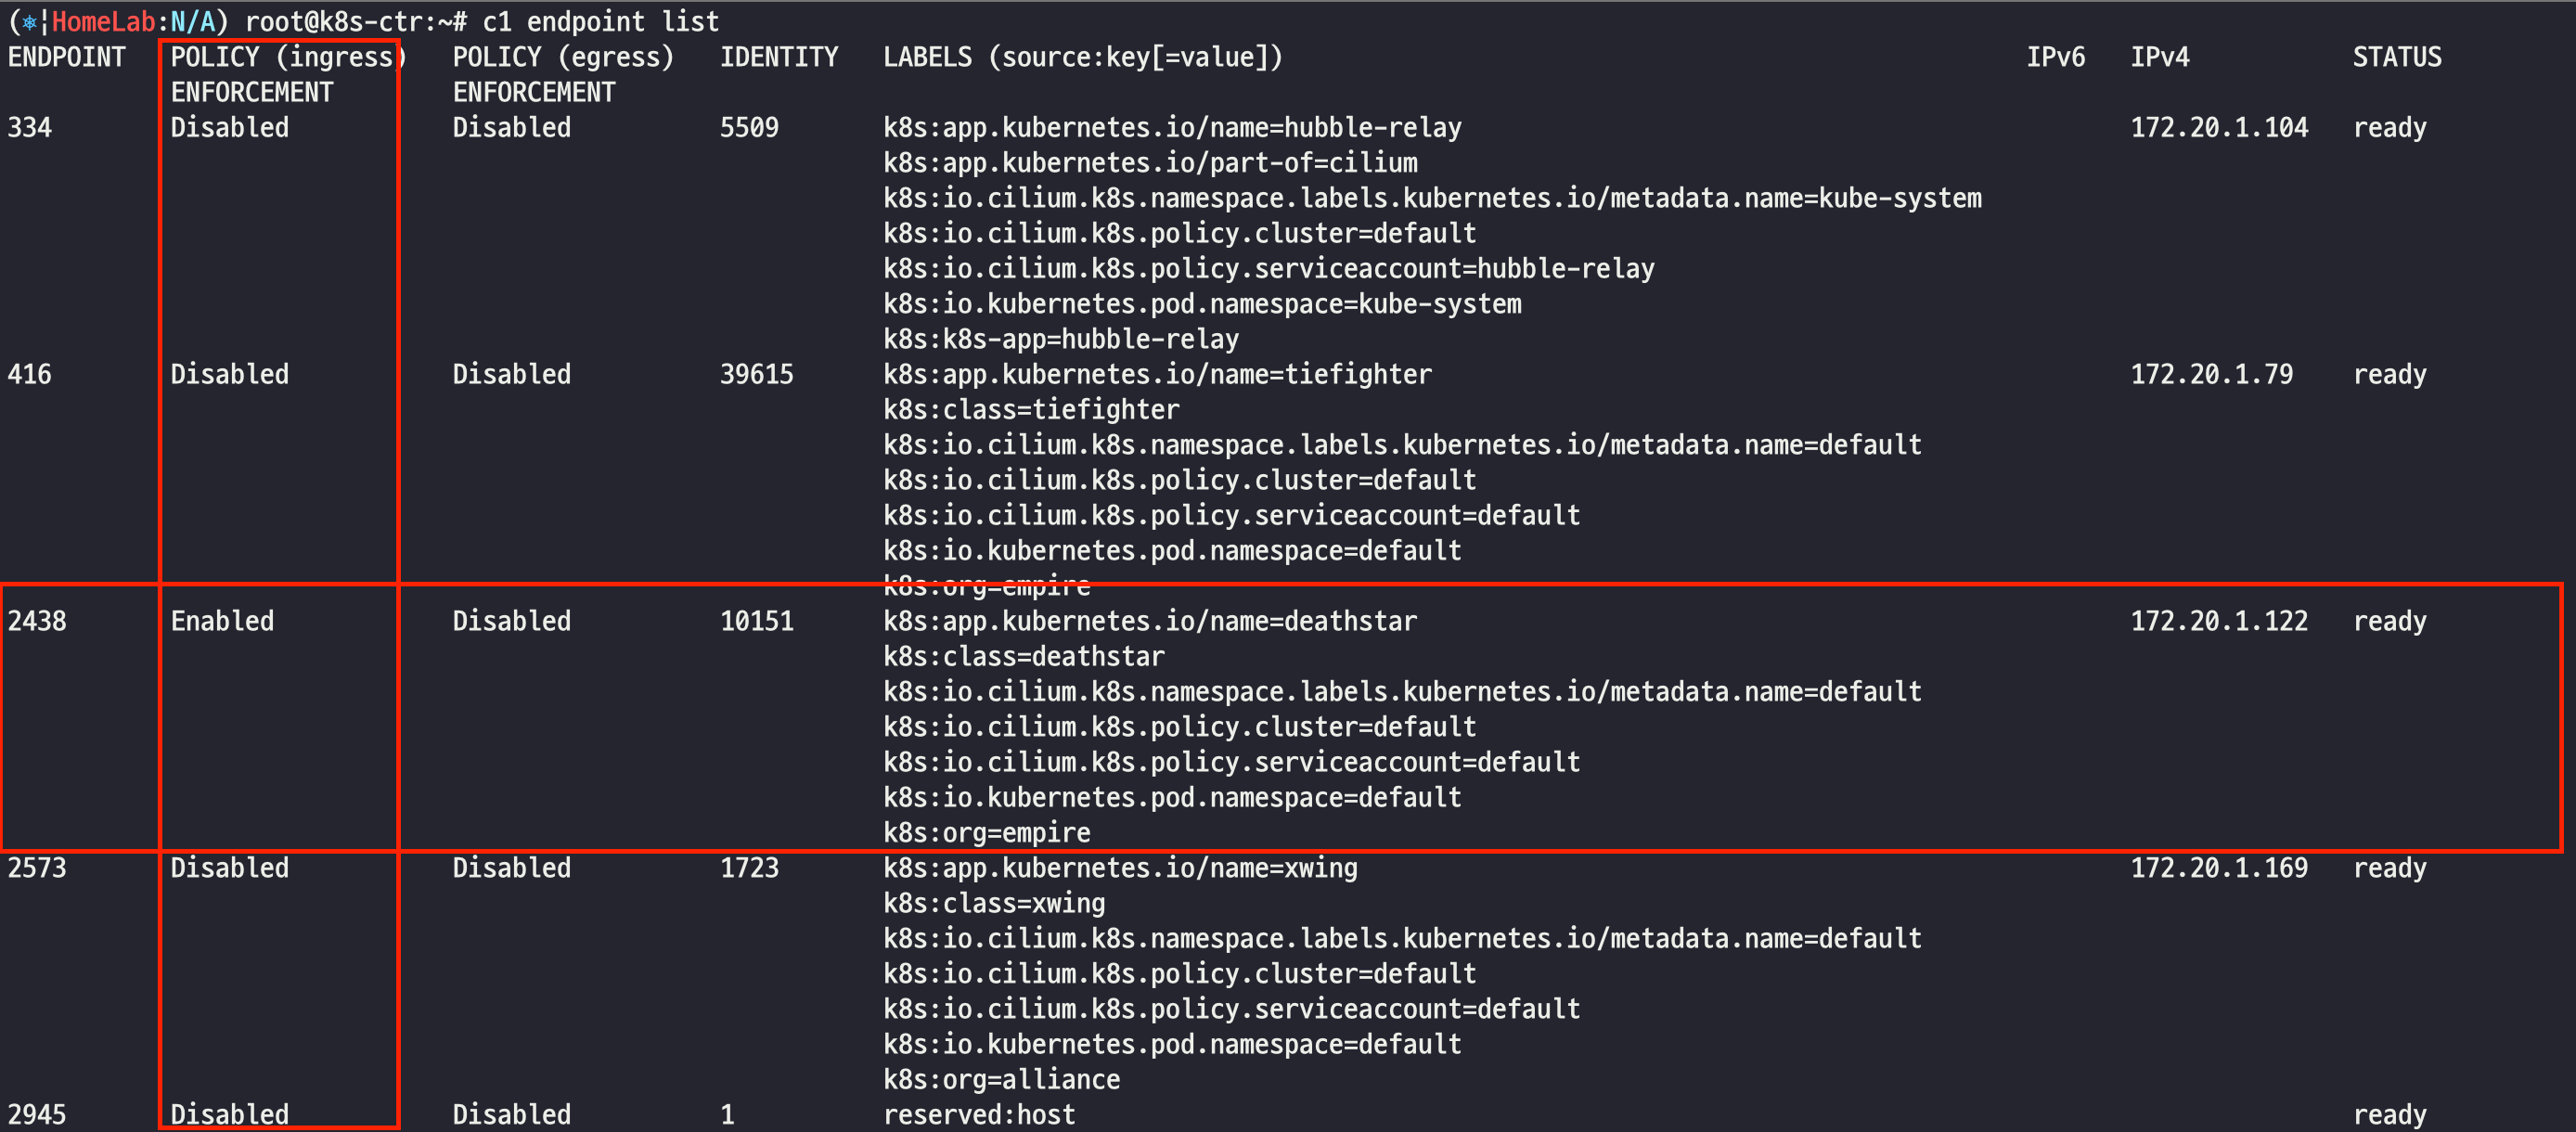 (⎈|HomeLab:N/A) root@k8s-ctr:~# c1 endpoint list
ENDPOINT POLICY (ingress) POLICY (egress) IDENTITY LABELS (source:key[=value]) IPv6 IPv4 STATUS
ENFORCEMENT ENFORCEMENT
334 Disabled Disabled 5509 k8s:app.kubernetes.io/name=hubble-relay 172.20.1.104 ready
k8s:app.kubernetes.io/part-of=cilium
k8s:io.cilium.k8s.namespace.labels.kubernetes.io/metadata.name=kube-system
k8s:io.cilium.k8s.policy.cluster=default
k8s:io.cilium.k8s.policy.serviceaccount=hubble-relay
k8s:io.kubernetes.pod.namespace=kube-system
k8s:k8s-app=hubble-relay
416 Disabled Disabled 39615 k8s:app.kubernetes.io/name=tiefighter 172.20.1.79 ready
k8s:class=tiefighter
k8s:io.cilium.k8s.namespace.labels.kubernetes.io/metadata.name=default
k8s:io.cilium.k8s.policy.cluster=default
k8s:io.cilium.k8s.policy.serviceaccount=default
k8s:io.kubernetes.pod.namespace=default
k8s:org=empire
2438 Enabled Disabled 10151 k8s:app.kubernetes.io/name=deathstar 172.20.1.122 ready
k8s:class=deathstar
k8s:io.cilium.k8s.namespace.labels.kubernetes.io/metadata.name=default
k8s:io.cilium.k8s.policy.cluster=default
k8s:io.cilium.k8s.policy.serviceaccount=default
k8s:io.kubernetes.pod.namespace=default
k8s:org=empire
2573 Disabled Disabled 1723 k8s:app.kubernetes.io/name=xwing 172.20.1.169 ready
k8s:class=xwing
k8s:io.cilium.k8s.namespace.labels.kubernetes.io/metadata.name=default
k8s:io.cilium.k8s.policy.cluster=default
k8s:io.cilium.k8s.policy.serviceaccount=default
k8s:io.kubernetes.pod.namespace=default
k8s:org=alliance
2945 Disabled Disabled 1 reserved:host ready